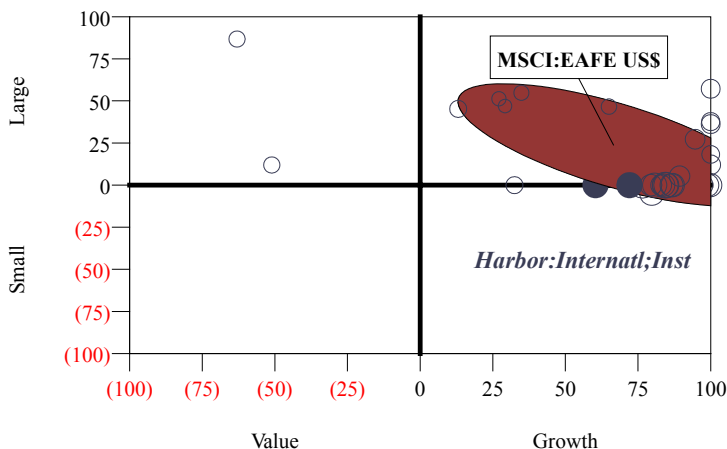 100
75
50
25
0
(25)
(50)
(75)
(100)
Large
Small
MSCI:EAFE US$
Harbor:Internatl;Inst
(100) (75) (50) (25) 0 25 50 75 100
Value Growth